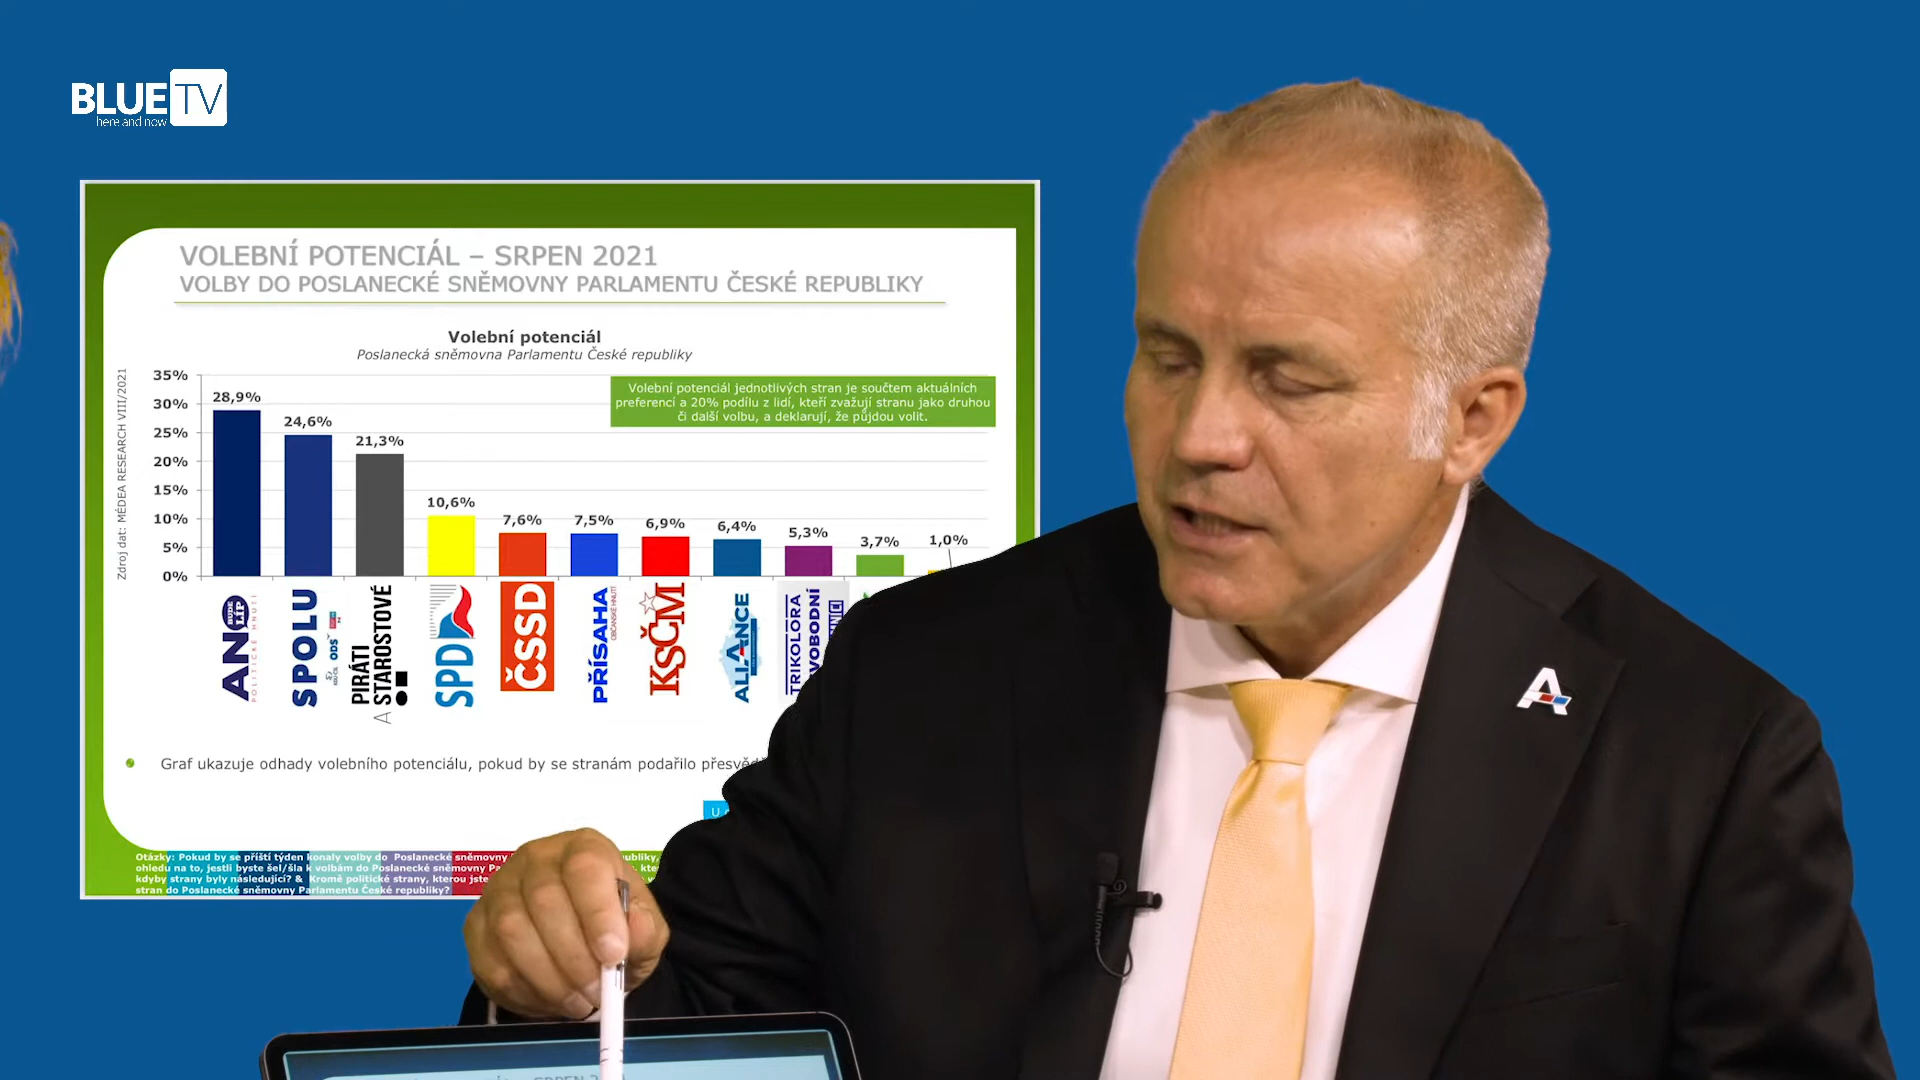 BLUE TV
here and now
VOLEBNÍ POTENCIÁL – SRPEN 2021
VOLBY DO POSLANECKÉ SNĚMOVNY PARLAMENTU ČESKÉ REPUBLIKY
Volební potenciál
Poslanecká sněmovna Parlamentu České republiky
Volební potenciál jednotlivých stran je součtem aktuálních
preferencí a 20% podílu z lidí, kteří zvažují stranu jako druhou
či další volbu, a deklarují, že půjdou volit.
Zdroj dat: MÉDEA RESEARCH VIII/2021
35%
30%
25%
20%
15%
10%
5%
0%
28,9%
24,6%
21,3%
10,6%
7,6%
7,5%
6,9%
6,4%
5,3%
3,7%
1,0%
ANO BUDE LÍP
POLITICKÉ HNUTÍ
SPOLU
ODS
PIRÁTI
A STAROSTOVÉ
SPD
ČSSD
PŘÍSAHA
OBČANSKÉ HNUTÍ
KSČM
ALIANCE
TRIKOLORA
SVOBODNÍ
Graf ukazuje odhady volebního potenciálu, pokud by se stranám podařilo
Otázky: Pokud by se příští týden konaly volby do Poslanecké sněmovny
ohledu na to, jestli byste šel/šla k volbám do Poslanecké sněmovny
kdyby strany byly následující? & Kromě politické strany, kterou jste
stran do Poslanecké sněmovny Parlamentu České republiky?
A